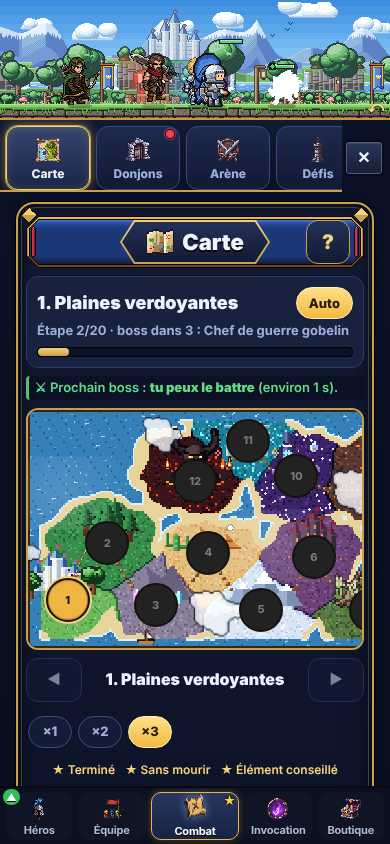 Carte
Donjons
Arène
Défis
×
Carte
?
1. Plaines verdoyantes
Auto
Étape 2/20 · boss dans 3 : Chef de guerre gobelin
⚔ Prochain boss : tu peux le battre (environ 1 s).
11
12
10
2
4
6
1
3
5
◀ 1. Plaines verdoyantes ▶
×1 ×2 ×3
★ Terminé ★ Sans mourir ★ Élément conseillé
Héros
Équipe
Combat
Invocation
Boutique